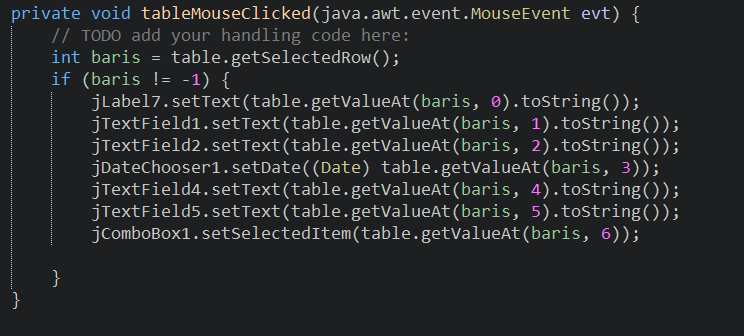 private void tableMouseClicked(java.awt.event.MouseEvent evt) {
// TODO add your handling code here:
int baris = table.getSelectedRow();
if (baris != -1) {
jLabel7.setText(table.getValueAt(baris, 0).toString());
jTextField1.setText(table.getValueAt(baris, 1).toString());
jTextField2.setText(table.getValueAt(baris, 2).toString());
jDateChooser1.setDate((Date) table.getValueAt(baris, 3));
jTextField4.setText(table.getValueAt(baris, 4).toString());
jTextField5.setText(table.getValueAt(baris, 5).toString());
jComboBox1.setSelectedItem(table.getValueAt(baris, 6));
}
}